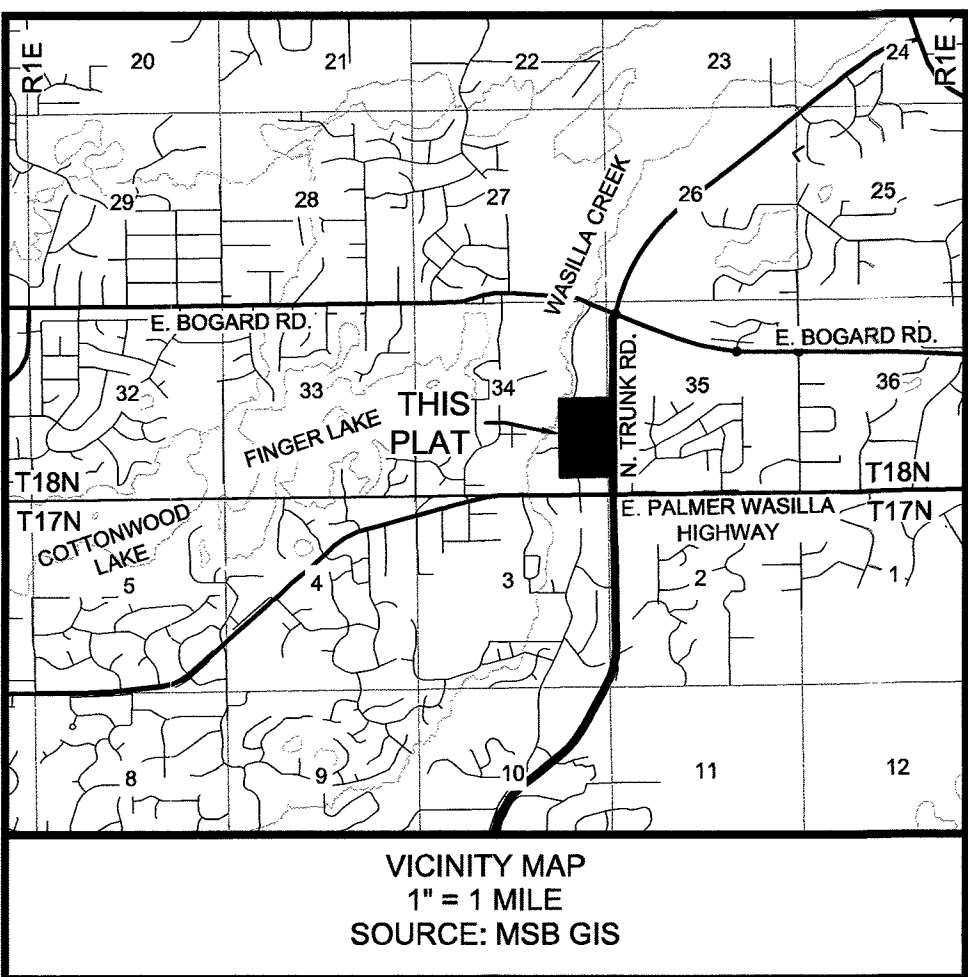 R1E
20
21
22
23
24
R1E
29
28
27
WASILLA CREEK
26
25
E. BOGARD RD.
E. BOGARD RD.
32
33
34
N. TRUNK RD.
35
36
FINGER LAKE
THIS
PLAT
T18N
T18N
T17N
T17N
E. PALMER WASILLA
HIGHWAY
COTTONWOOD
LAKE
5
4
3
2
1
8
9
10
11
12
VICINITY MAP
1" = 1 MILE
SOURCE: MSB GIS